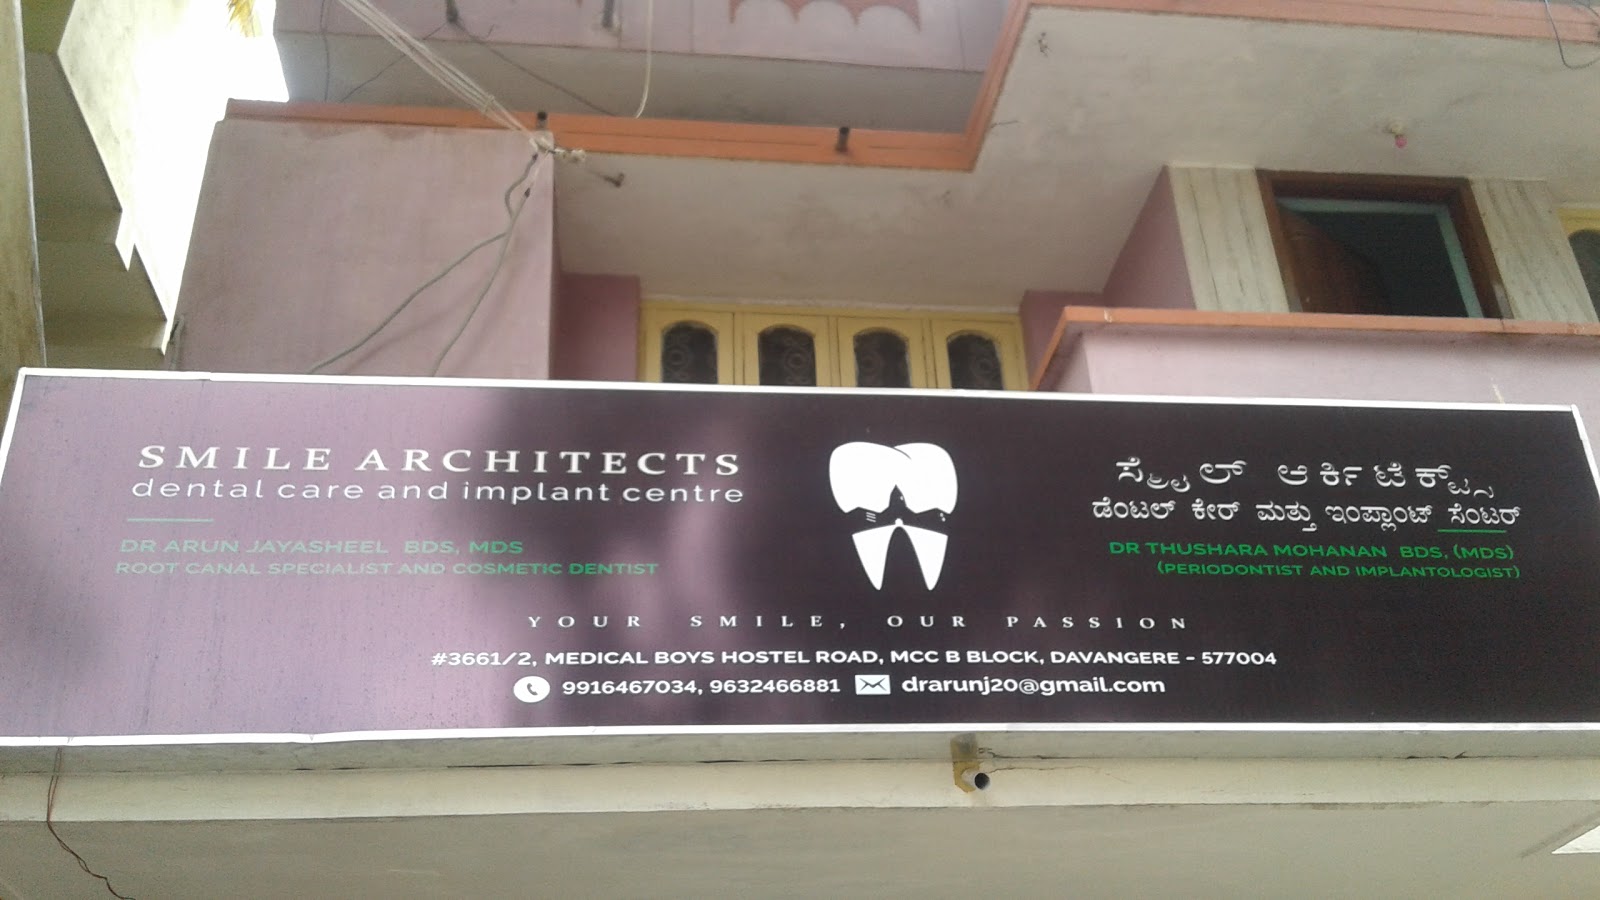 SMILE ARCHITECTS
dental care and implant centre
DR ARUN JAYASHEEL BDS, MDS
ROOT CANAL SPECIALIST AND COSMETIC DENTIST
ಸ್ಮೈಲ್ ಆರ್ಕಿಟೆಕ್ಟ್ಸ್
ಡೆಂಟಲ್ ಕೇರ್ ಮತ್ತು ಇಂಪ್ಲಾಂಟ್ ಸೆಂಟರ್
DR THUSHARA MOHANAN BDS, (MDS)
(PERIODONTIST AND IMPLANTOLOGIST)
YOUR SMILE, OUR PASSION
#3661/2, MEDICAL BOYS HOSTEL ROAD, MCC B BLOCK, DAVANGERE - 577004
9916467034, 9632466881 drarunj20@gmail.com